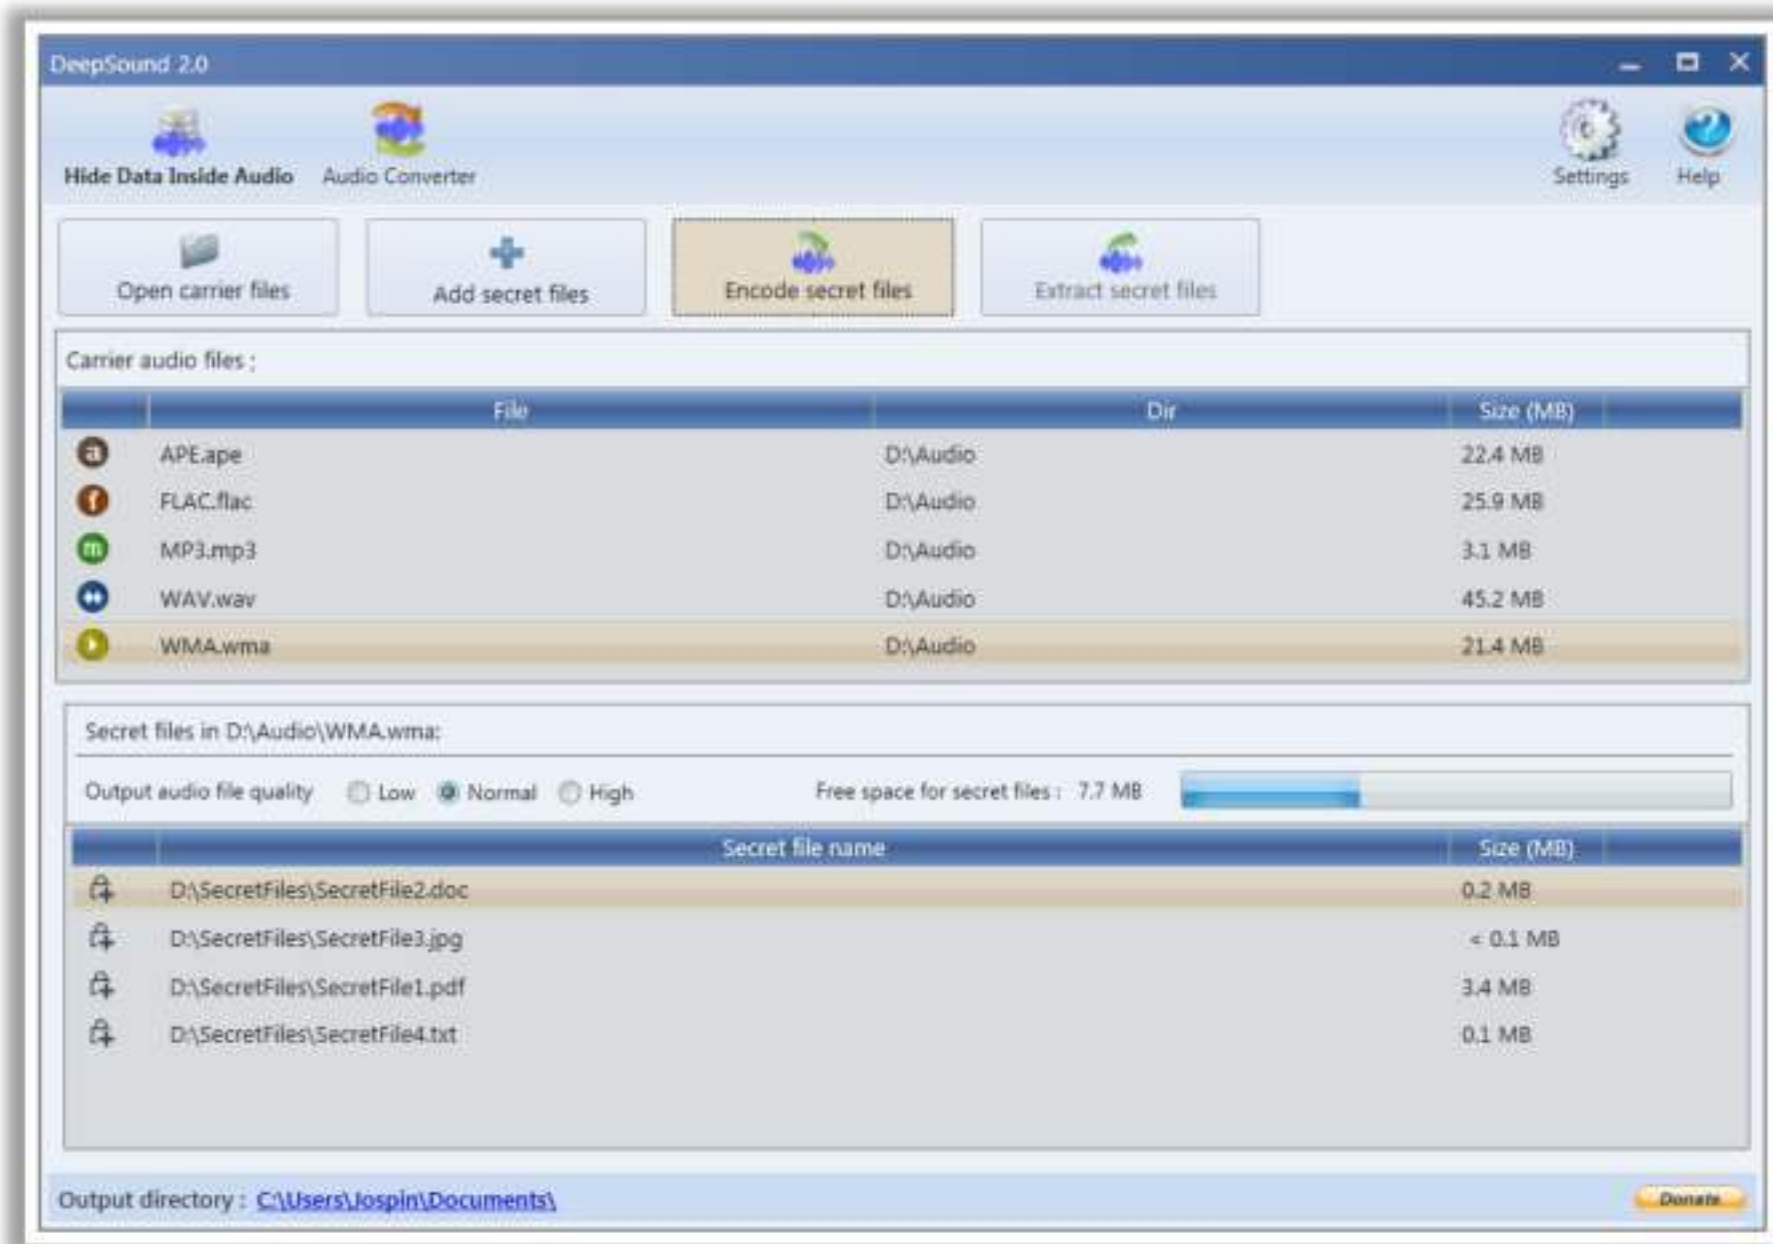 DeepSound 2.0
Hide Data Inside Audio Audio Converter Settings Help
Open carrier files Add secret files Encode secret files Extract secret files
Carrier audio files :
File Dir Size (MB)
APE.ape D:\Audio 22.4 MB
FLAC.flac D:\Audio 25.9 MB
MP3.mp3 D:\Audio 3.1 MB
WAV.wav D:\Audio 45.2 MB
WMA.wma D:\Audio 21.4 MB
Secret files in D:\Audio\WMA.wma:
Output audio file quality Low Normal High Free space for secret files : 7.7 MB
Secret file name Size (MB)
D:\SecretFiles\SecretFile2.doc 0.2 MB
D:\SecretFiles\SecretFile3.jpg < 0.1 MB
D:\SecretFiles\SecretFile1.pdf 3.4 MB
D:\SecretFiles\SecretFile4.txt 0.1 MB
Output directory : C:\Users\Jospin\Documents\ Donate